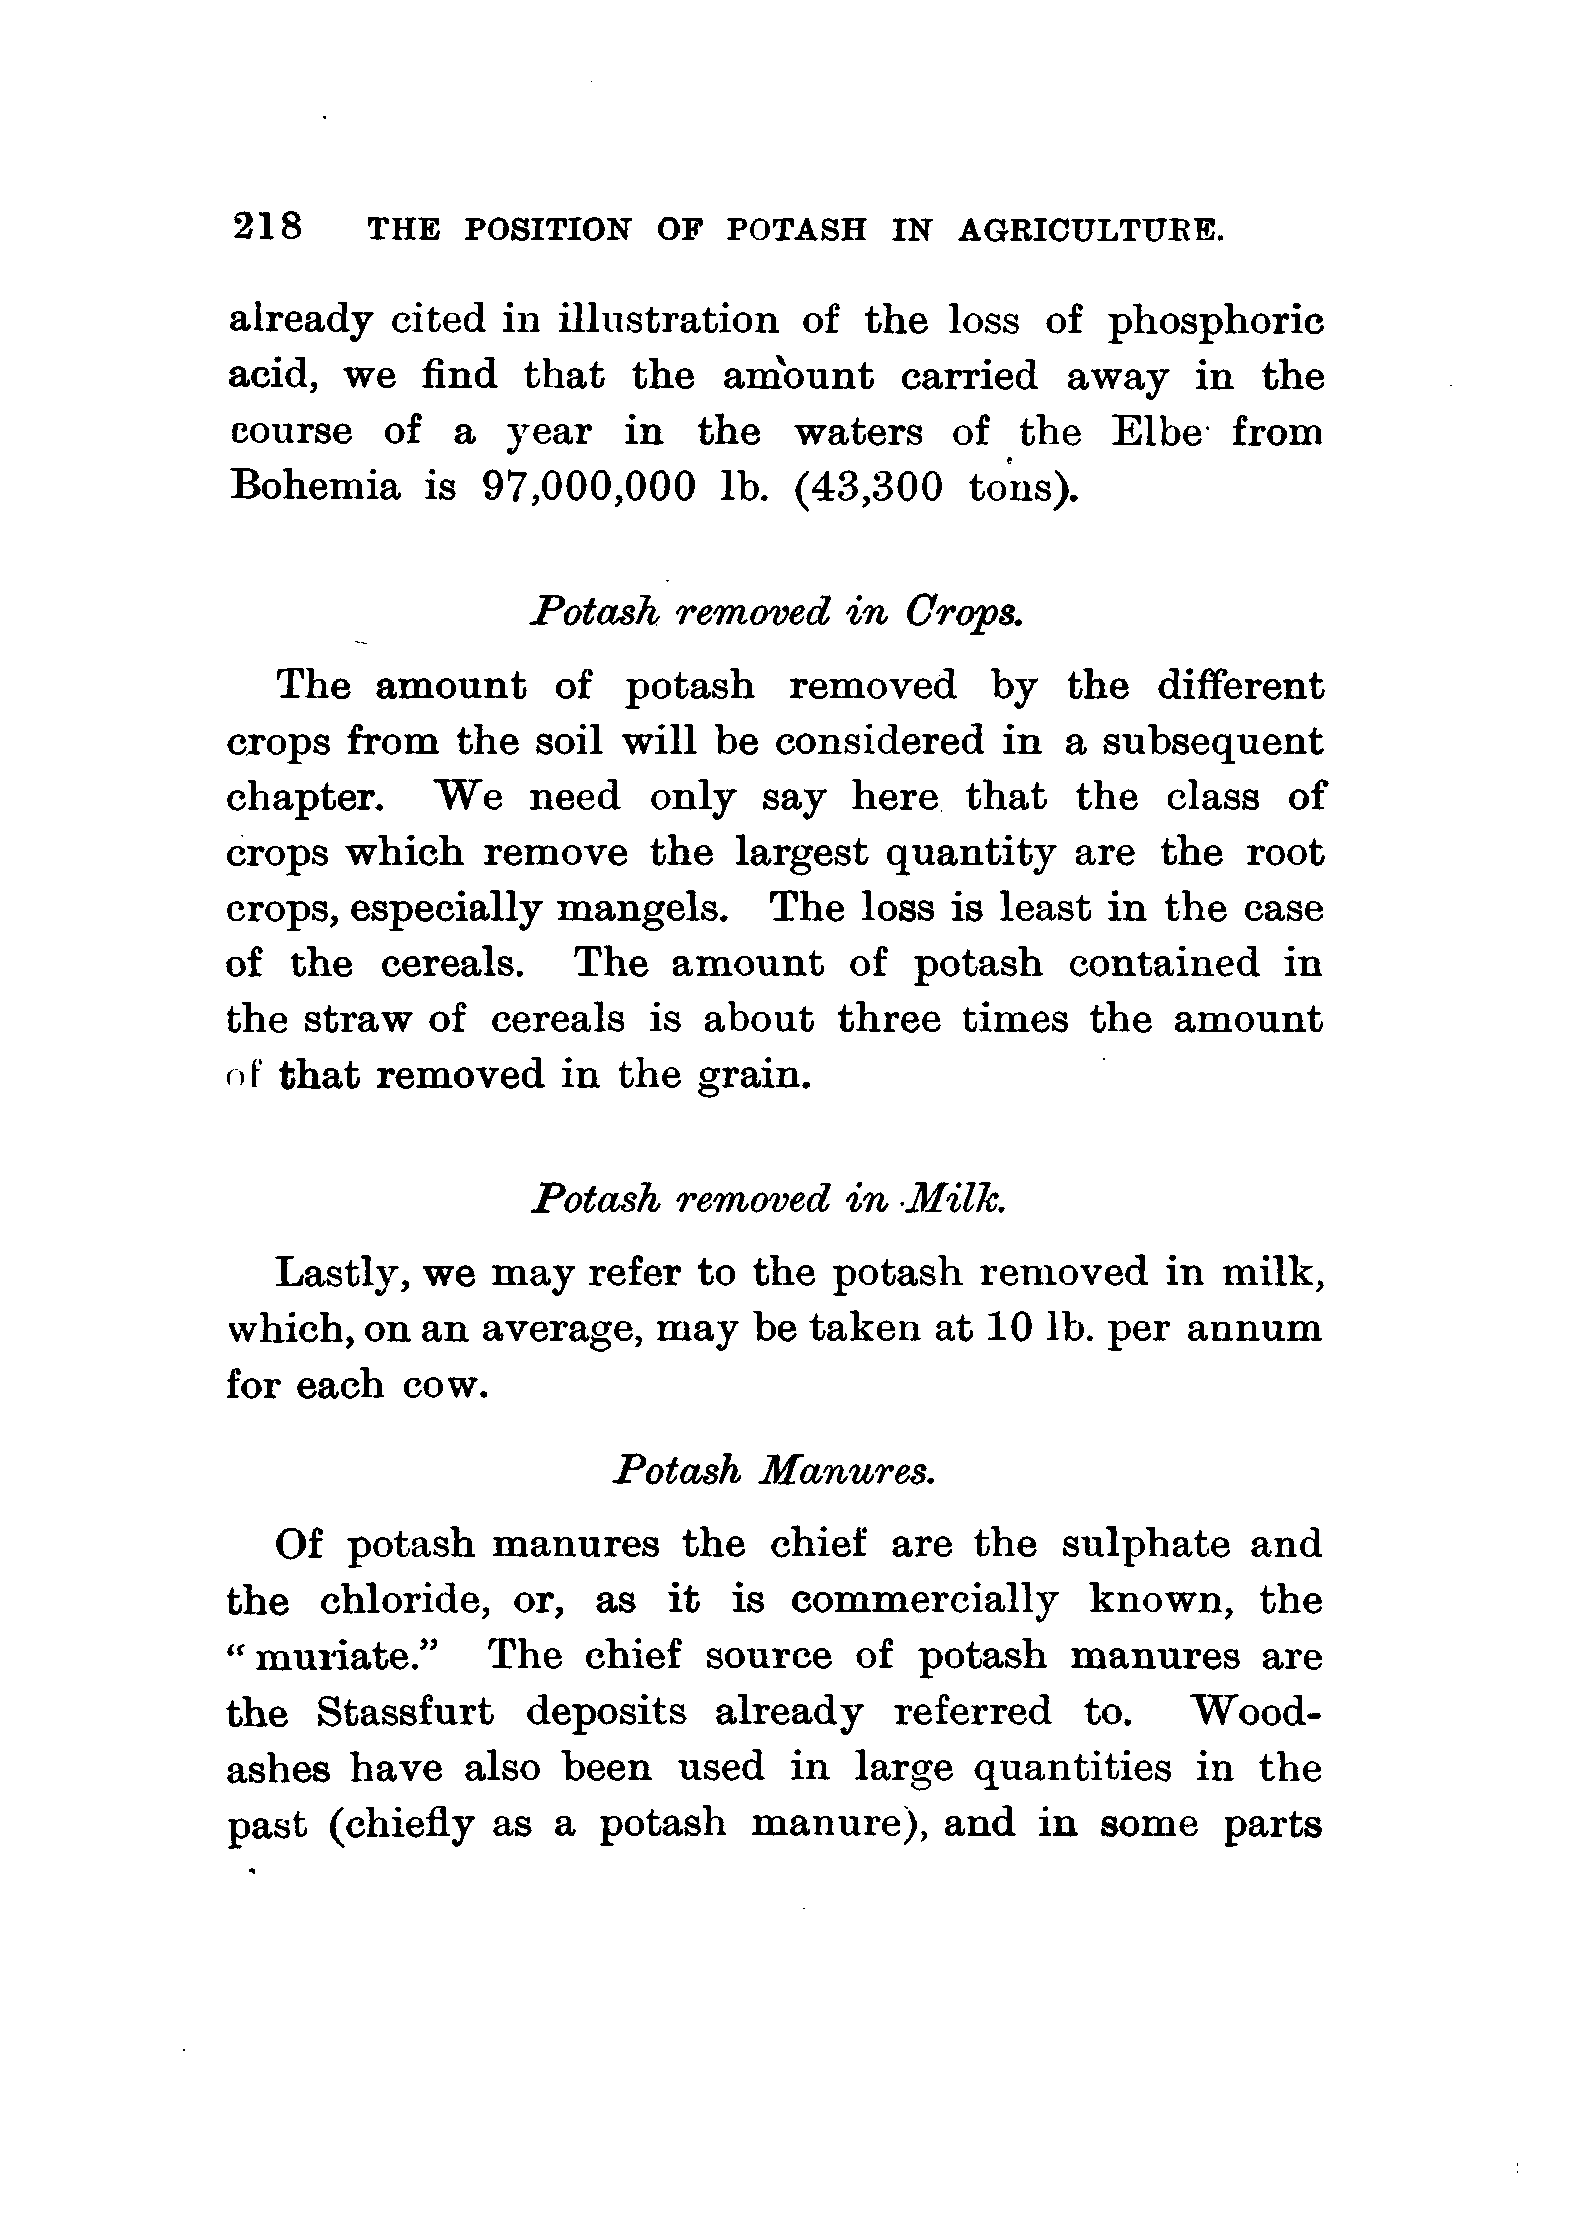 218 THE POSITION OF POTASH IN AGRICULTURE.
already cited in illustration of the loss of phosphoric
acid, we find that the amount carried away in the
course of a year in the waters of the Elbe from
Bohemia is 97,000,000 lb. (43,300 tons).
Potash removed in Crops.
The amount of potash removed by the different
crops from the soil will be considered in a subsequent
chapter. We need only say here that the class of
crops which remove the largest quantity are the root
crops, especially mangels. The loss is least in the case
of the cereals. The amount of potash contained in
the straw of cereals is about three times the amount
of that removed in the grain.
Potash removed in Milk.
Lastly, we may refer to the potash removed in milk,
which, on an average, may be taken at 10 lb. per annum
for each cow.
Potash Manures.
Of potash manures the chief are the sulphate and
the chloride, or, as it is commercially known, the
“muriate.” The chief source of potash manures are
the Stassfurt deposits already referred to. Wood-
ashes have also been used in large quantities in the
past (chiefly as a potash manure), and in some parts